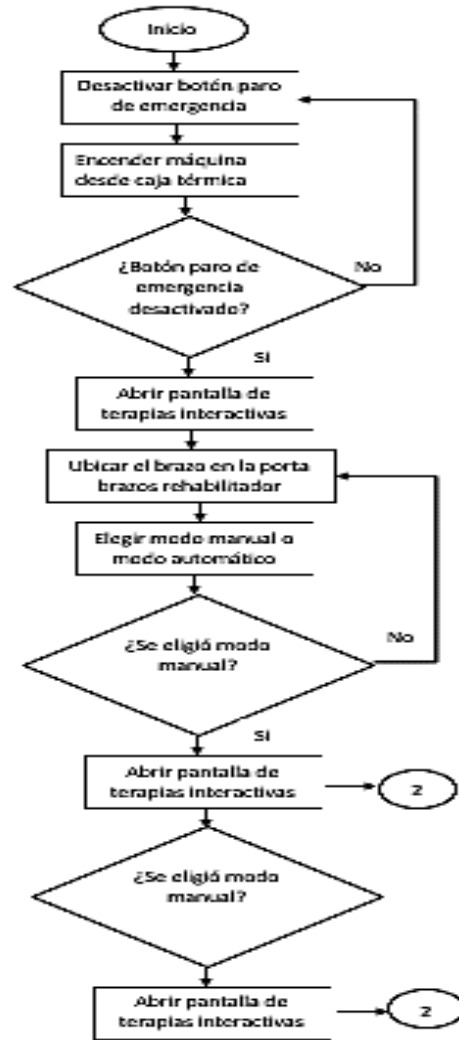 Inicio
Desactivar botón paro
de emergencia
Encender máquina
desde caja térmica
¿Botón paro de
emergencia
desactivado?
No
Si
Abrir pantalla de
terapias interactivas
Ubicar el brazo en la porta
brazos rehabilitador
Elegir modo manual o
modo automático
¿Se eligió modo
manual?
No
Si
Abrir pantalla de
terapias interactivas
2
¿Se eligió modo
manual?
Abrir pantalla de
terapias interactivas
2